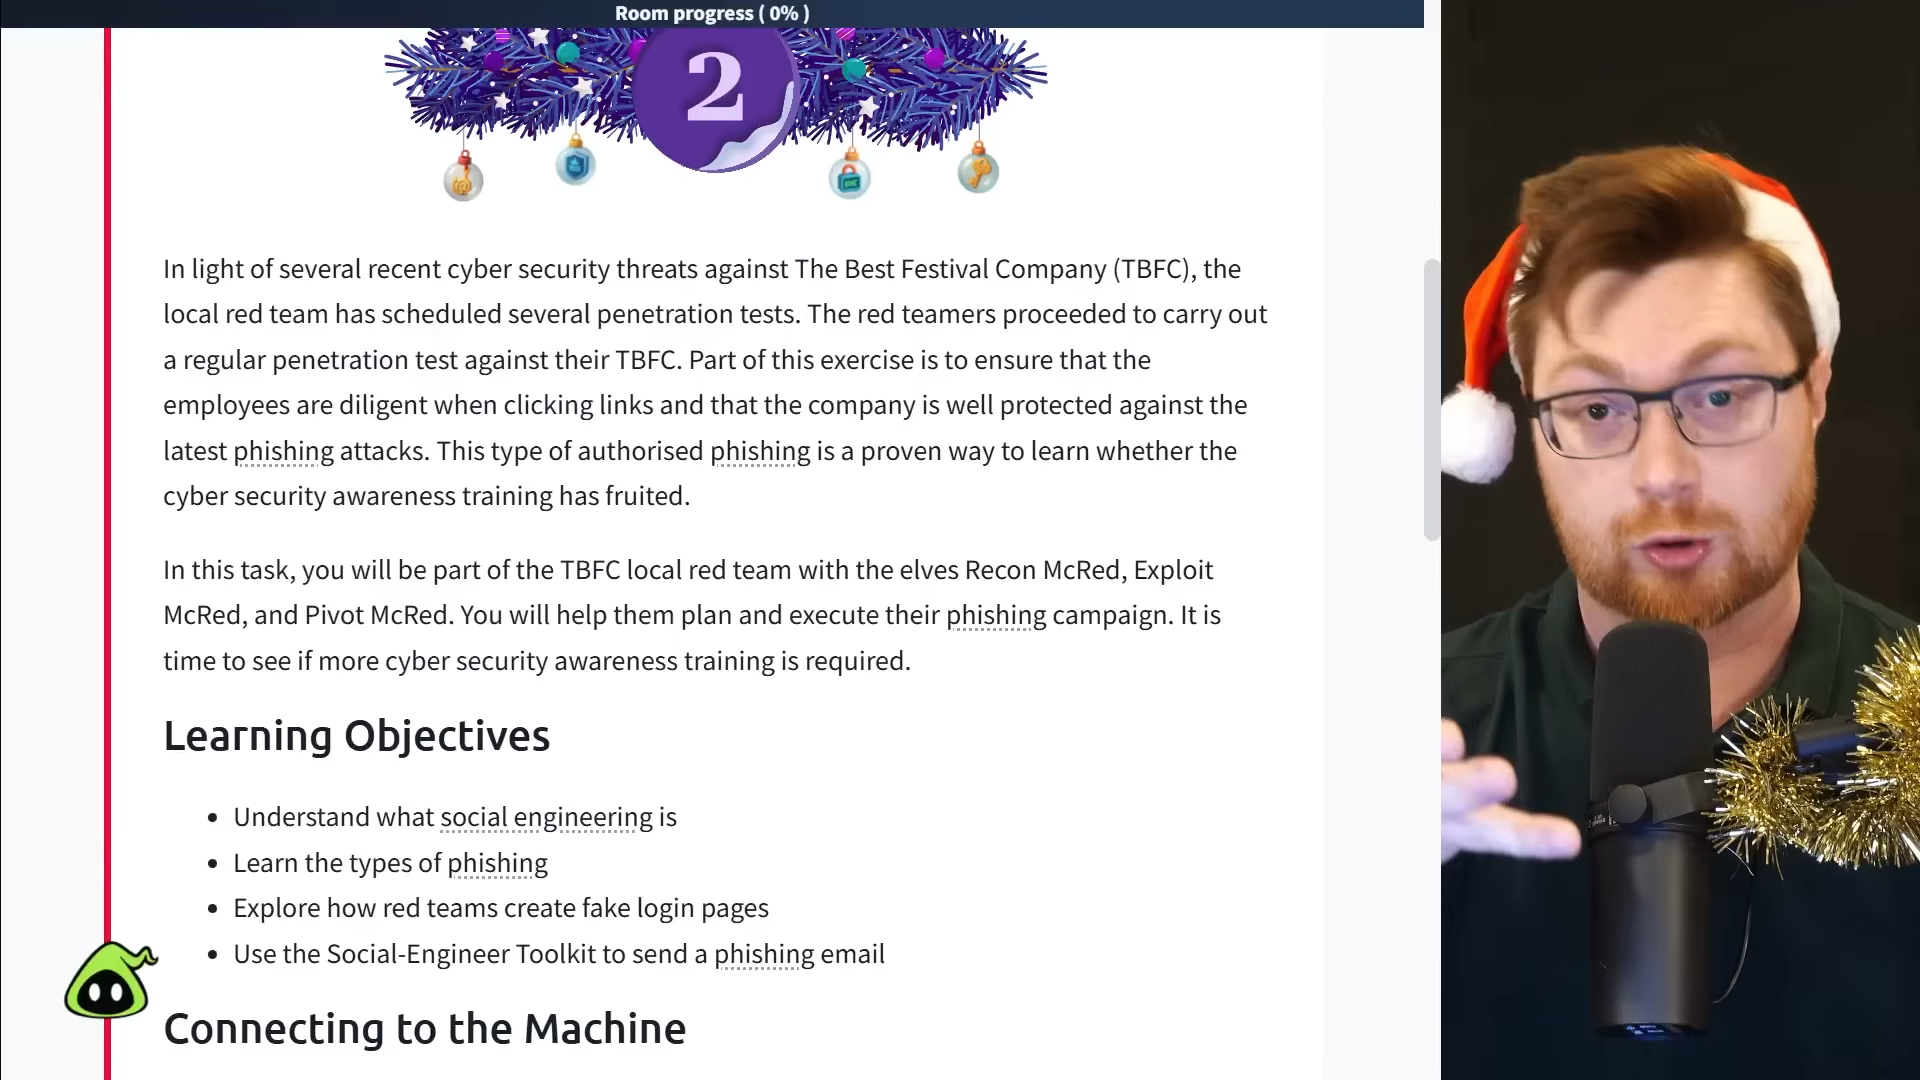 Room progress ( 0% )
2
In light of several recent cyber security threats against The Best Festival Company (TBFC), the
local red team has scheduled several penetration tests. The red teamers proceeded to carry out
a regular penetration test against their TBFC. Part of this exercise is to ensure that the
employees are diligent when clicking links and that the company is well protected against the
latest phishing attacks. This type of authorised phishing is a proven way to learn whether the
cyber security awareness training has fruited.
In this task, you will be part of the TBFC local red team with the elves Recon McRed, Exploit
McRed, and Pivot McRed. You will help them plan and execute their phishing campaign. It is
time to see if more cyber security awareness training is required.
Learning Objectives
• Understand what social engineering is
• Learn the types of phishing
• Explore how red teams create fake login pages
• Use the Social-Engineer Toolkit to send a phishing email
Connecting to the Machine